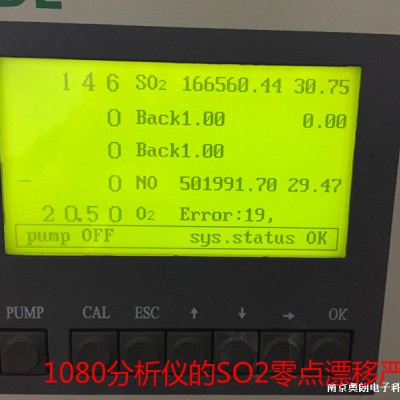 146 SO₂ 166560.44 30.75
0 Back1.00 0.00
0 Back1.00
- 0 NO 501991.70 29.47
20.50 O₂ Error:19,
pump OFF sys.status OK
PUMP CAL ESC ↑ ↓ → OK
1080分析仪的SO2零点漂移严
南京奥朗电子科